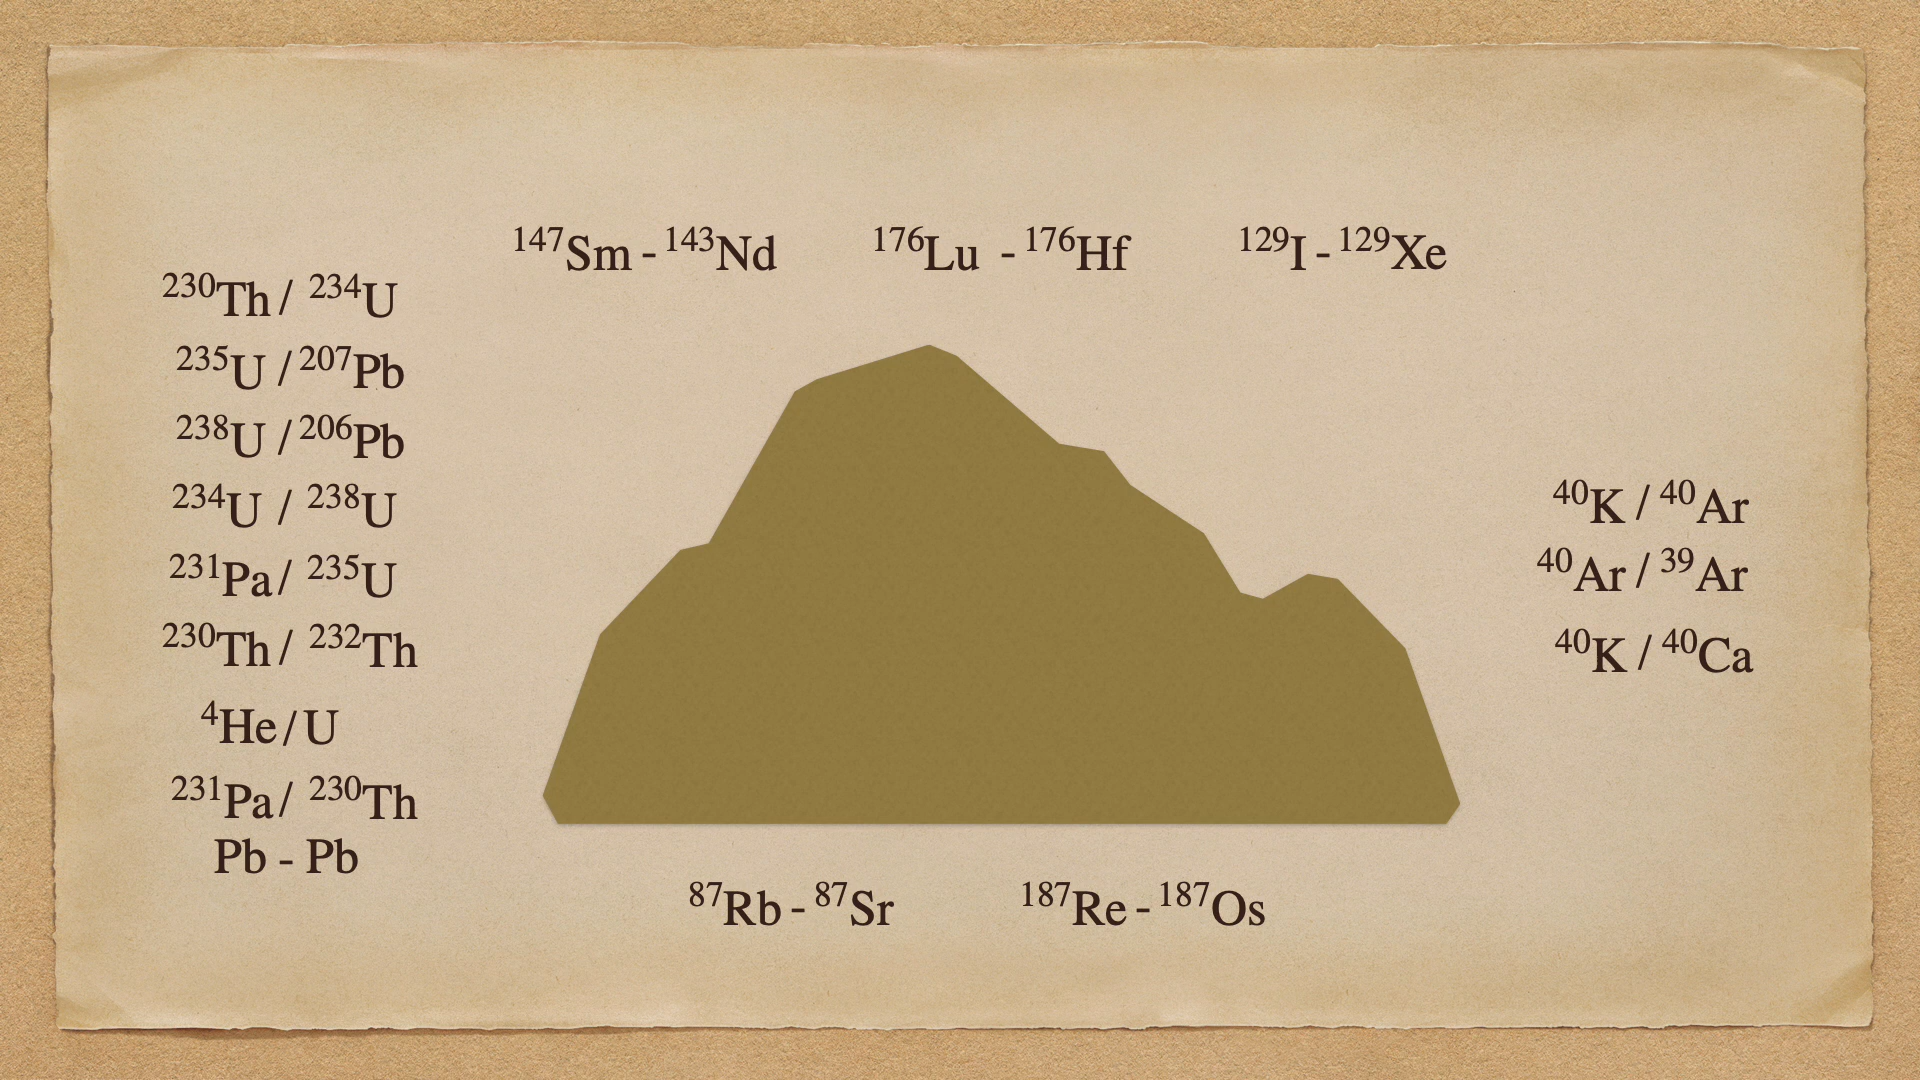 ¹⁴⁷Sm - ¹⁴³Nd
¹⁷⁶Lu - ¹⁷⁶Hf
¹²⁹I - ¹²⁹Xe
²³⁰Th / ²³⁴U
²³⁵U / ²⁰⁷Pb
²³⁸U / ²⁰⁶Pb
²³⁴U / ²³⁸U
²³¹Pa / ²³⁵U
²³⁰Th / ²³²Th
⁴He / U
²³¹Pa / ²³⁰Th
Pb - Pb
⁴⁰K / ⁴⁰Ar
⁴⁰Ar / ³⁹Ar
⁴⁰K / ⁴⁰Ca
⁸⁷Rb - ⁸⁷Sr
¹⁸⁷Re - ¹⁸⁷Os